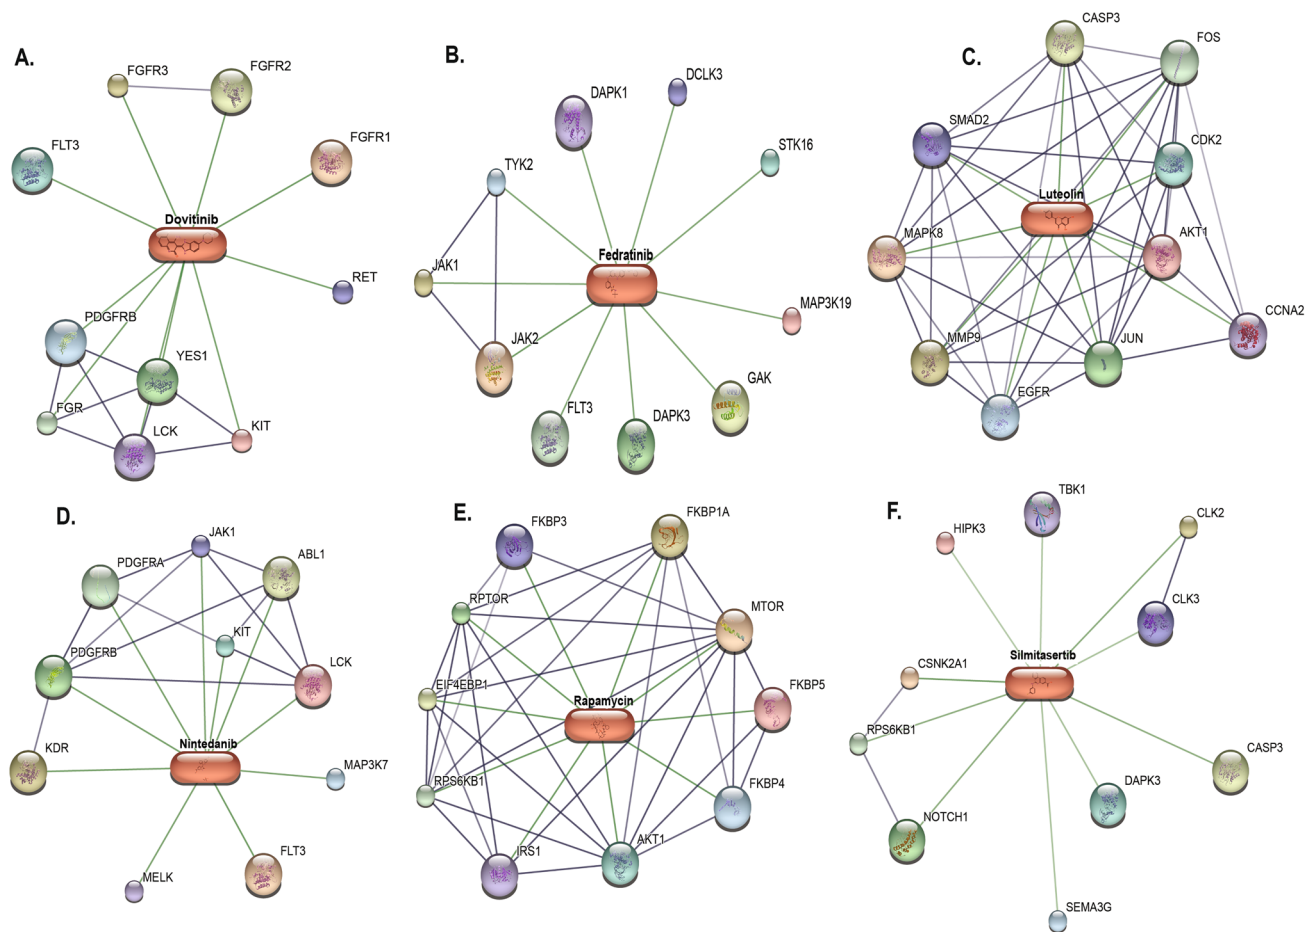 A.
FGFR3
FGFR2
FLT3
FGFR1
Dovitinib
RET
PDGFRB
YES1
FGR
LCK
KIT
B.
DAPK1
DCLK3
TYK2
STK16
Fedratinib
JAK1
MAP3K19
JAK2
GAK
FLT3
DAPK3
C.
CASP3
FOS
SMAD2
CDK2
Luteolin
MAPK8
AKT1
CCNA2
MMP9
JUN
EGFR
D.
JAK1
PDGFRA
ABL1
KIT
PDGFRB
LCK
Nintedanib
KDR
MAP3K7
MELK
FLT3
E.
FKBP3
FKBP1A
RPTOR
MTOR
EIF4EBP1
Rapamycin
FKBP5
RPS6KB1
FKBP4
IRS1
AKT1
F.
TBK1
HIPK3
CLK2
CLK3
Silmitasertib
CSNK2A1
RPS6KB1
CASP3
DAPK3
NOTCH1
SEMA3G